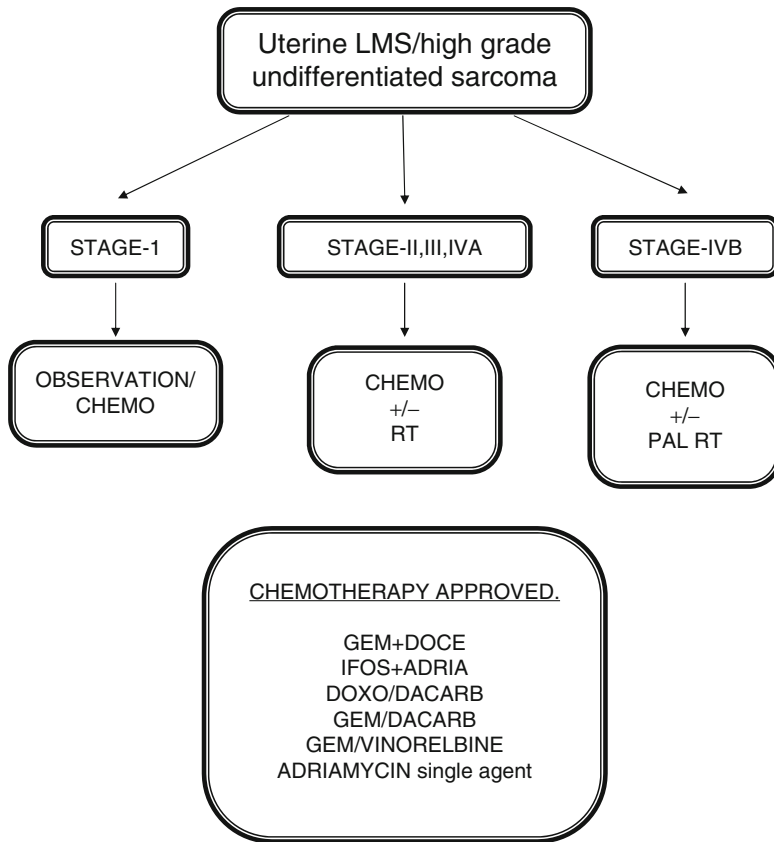 Uterine LMS/high grade
undifferentiated sarcoma
STAGE-1
STAGE-II,III,IVA
STAGE-IVB
OBSERVATION/
CHEMO
CHEMO
+/−
RT
CHEMO
+/−
PAL RT
CHEMOTHERAPY APPROVED.
GEM+DOCE
IFOS+ADRIA
DOXO/DACARB
GEM/DACARB
GEM/VINORELBINE
ADRIAMYCIN single agent